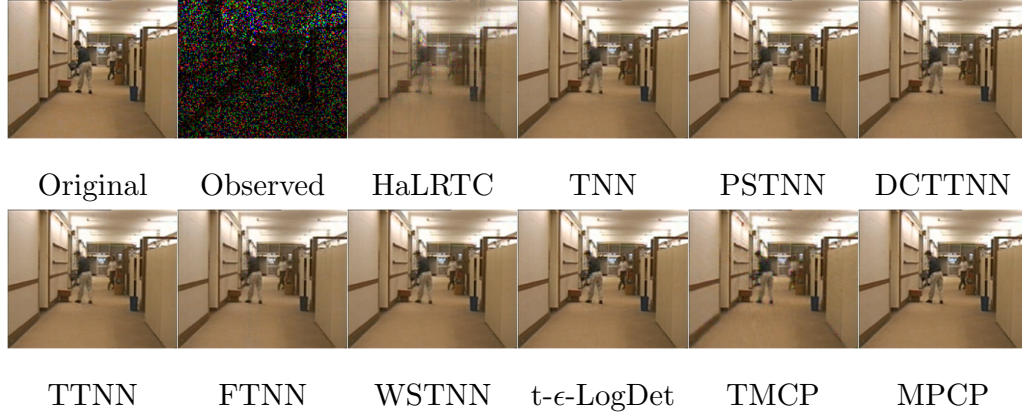 Original Observed HaLRTC TNN PSTNN DCTTNN
TTNN FTNN WSTNN t-ϵ-LogDet TMCP MPCP